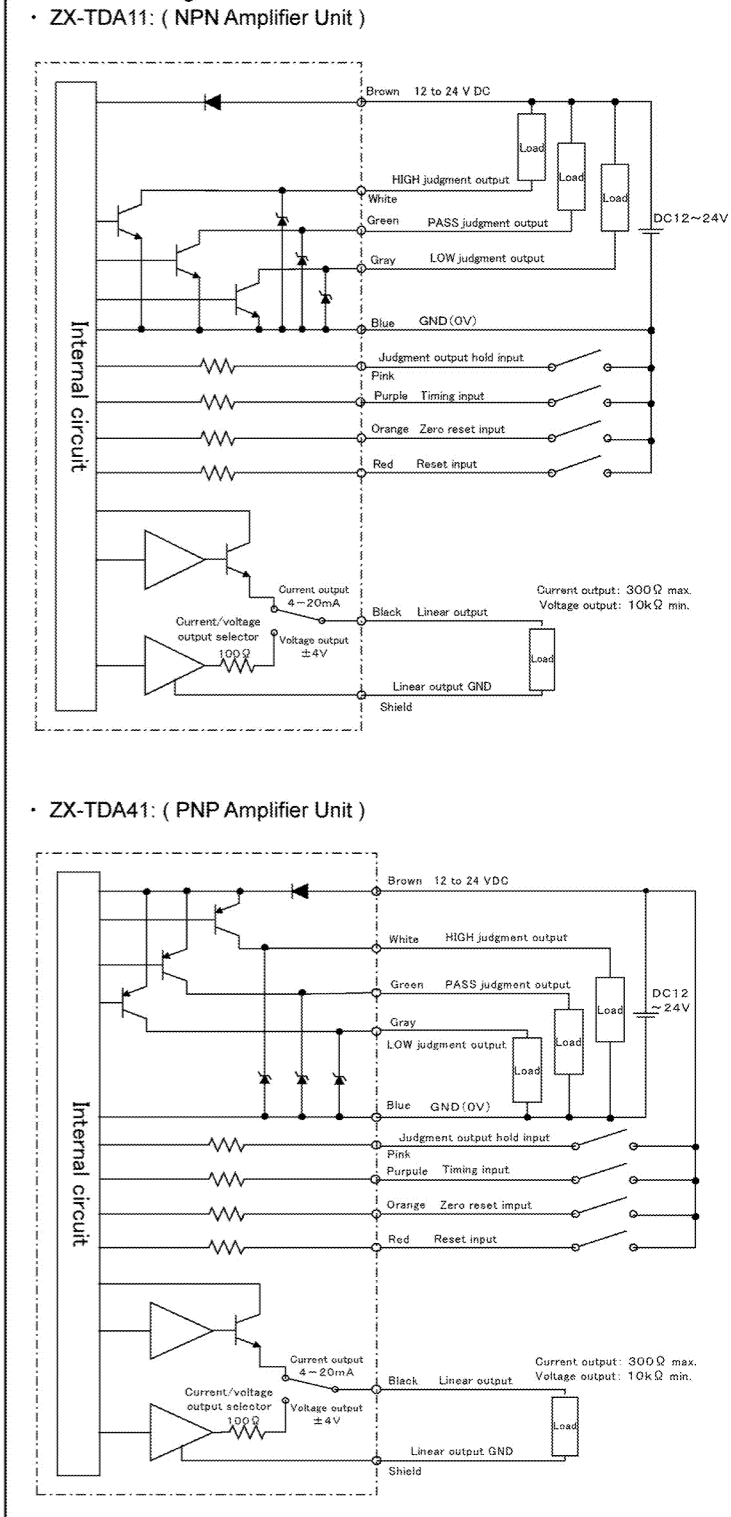 ・ ZX-TDA11: ( NPN Amplifier Unit )
Brown 12 to 24 V DC
Load
Load
Load
HIGH judgment output
White
Green PASS judgment output
DC12～24V
Gray LOW judgment output
Blue GND(0V)
Internal circuit
Judgment output hold input
Pink
Purple Timing input
Orange Zero reset input
Red Reset input
Current output
4－20mA
Current output: 300Ω max.
Voltage output: 10kΩ min.
Black Linear output
Current/voltage
output selector
100Ω
Voltage output
±4V
Load
Linear output GND
Shield
・ ZX-TDA41: ( PNP Amplifier Unit )
Brown 12 to 24 VDC
White HIGH judgment output
Green PASS judgment output
DC12
～24V
Load
Gray
LOW judgment output
Load
Load
Blue GND(0V)
Internal circuit
Judgment output hold input
Pink
Purpule Timing input
Orange Zero reset imput
Red Reset input
Current output
4－20mA
Current output: 300Ω max.
Voltage output: 10kΩ min.
Black Linear output
Current/voltage
output selector
100Ω
Voltage output
±4V
Load
Linear output GND
Shield